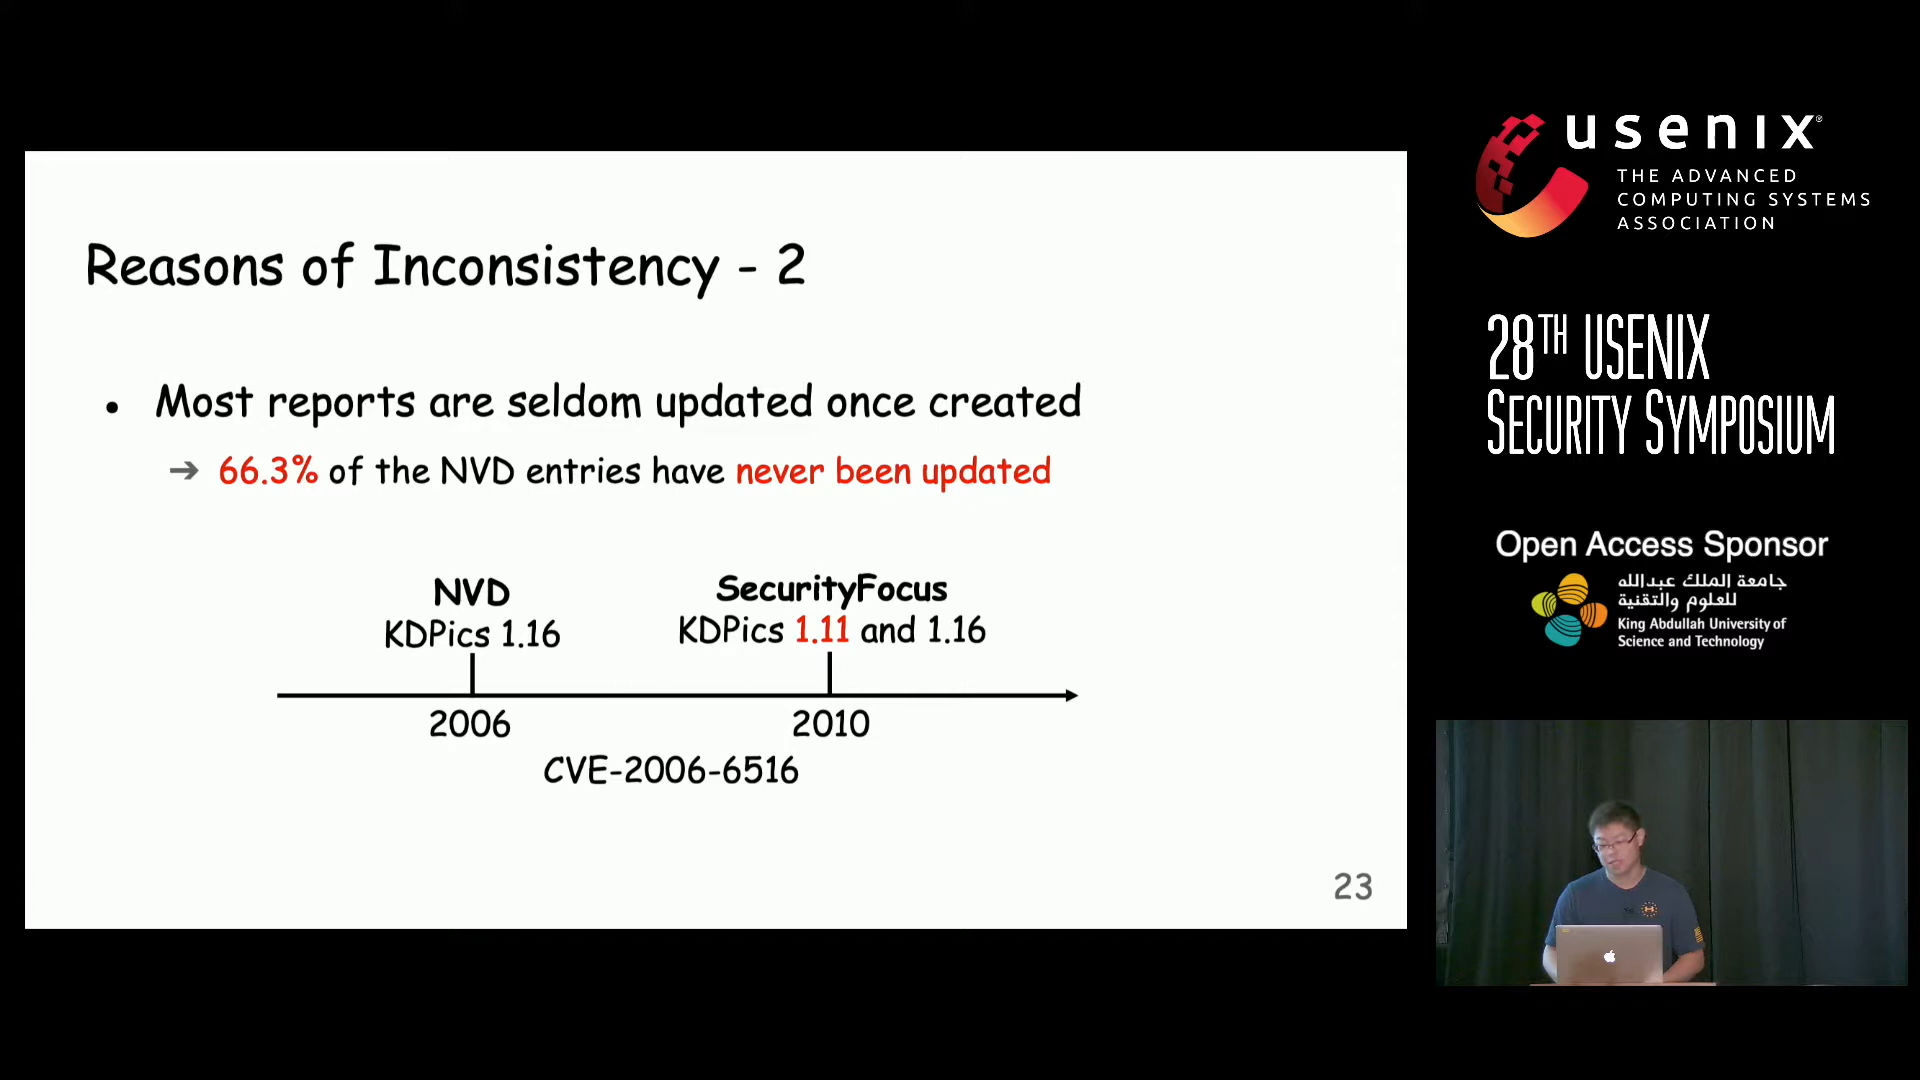 Reasons of Inconsistency - 2
• Most reports are seldom updated once created
➔ 66.3% of the NVD entries have never been updated
NVD
KDPics 1.16
SecurityFocus
KDPics 1.11 and 1.16
2006
2010
CVE-2006-6516
23
usenix®
THE ADVANCED
COMPUTING SYSTEMS
ASSOCIATION
28TH USENIX
SECURITY SYMPOSIUM
Open Access Sponsor
جامعة الملك عبدالله
للعلوم والتقنية
King Abdullah University of
Science and Technology